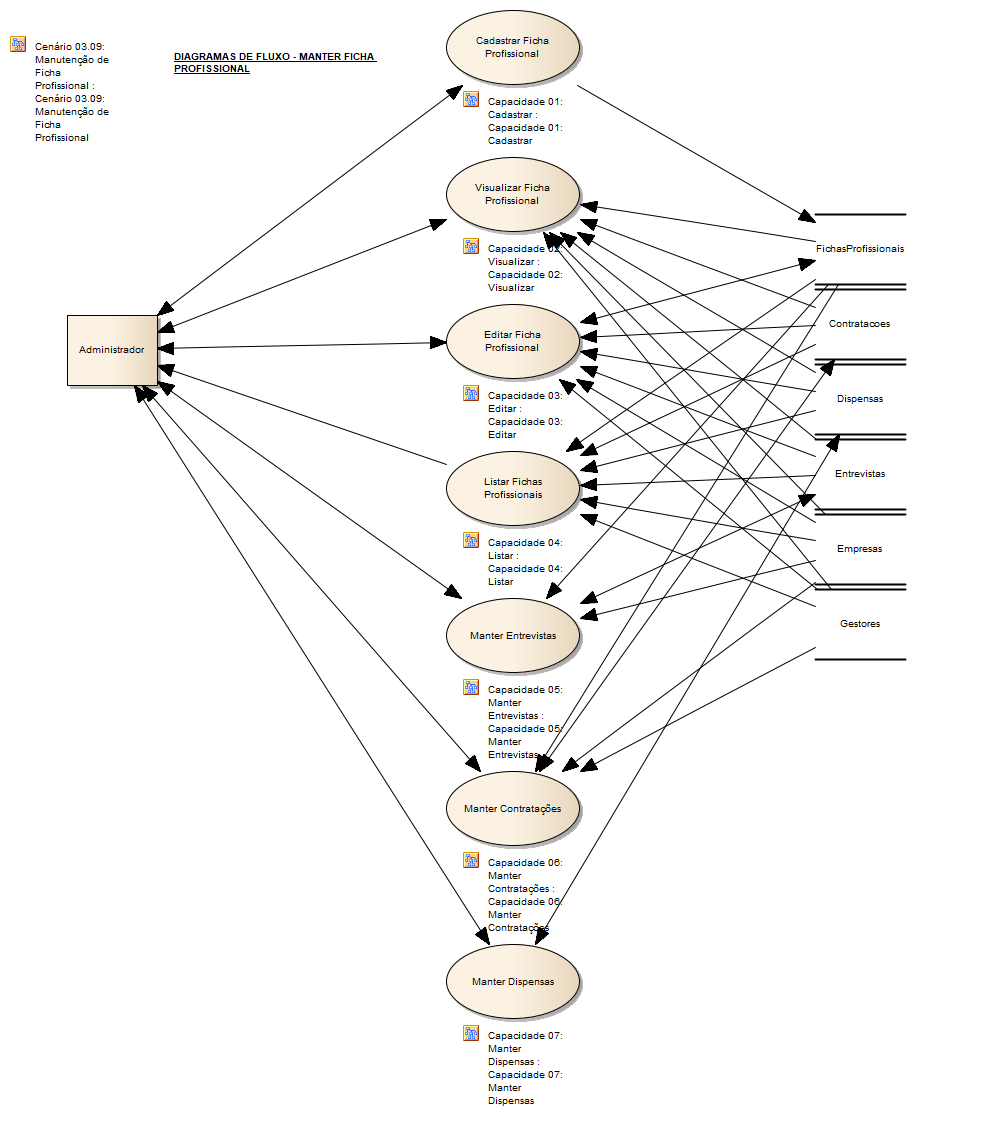 Cenário 03.09:
Manutenção de
Ficha
Profissional :
Cenário 03.09:
Manutenção de
Ficha
Profissional
DIAGRAMAS DE FLUXO - MANTER FICHA
PROFISSIONAL
Cadastrar Ficha
Profissional
Capacidade 01:
Cadastrar :
Capacidade 01:
Cadastrar
Visualizar Ficha
Profissional
Capacidade 02:
Visualizar :
Capacidade 02:
Visualizar
Editar Ficha
Profissional
Capacidade 03:
Editar :
Capacidade 03:
Editar
Listar Fichas
Profissionais
Capacidade 04:
Listar :
Capacidade 04:
Listar
Manter Entrevistas
Capacidade 05:
Manter
Entrevistas :
Capacidade 05:
Manter
Entrevistas
Manter Contratações
Capacidade 06:
Manter
Contratações :
Capacidade 06:
Manter
Contratações
Manter Dispensas
Capacidade 07:
Manter
Dispensas :
Capacidade 07:
Manter
Dispensas
Administrador
FichasProfissionais
Contratacoes
Dispensas
Entrevistas
Empresas
Gestores